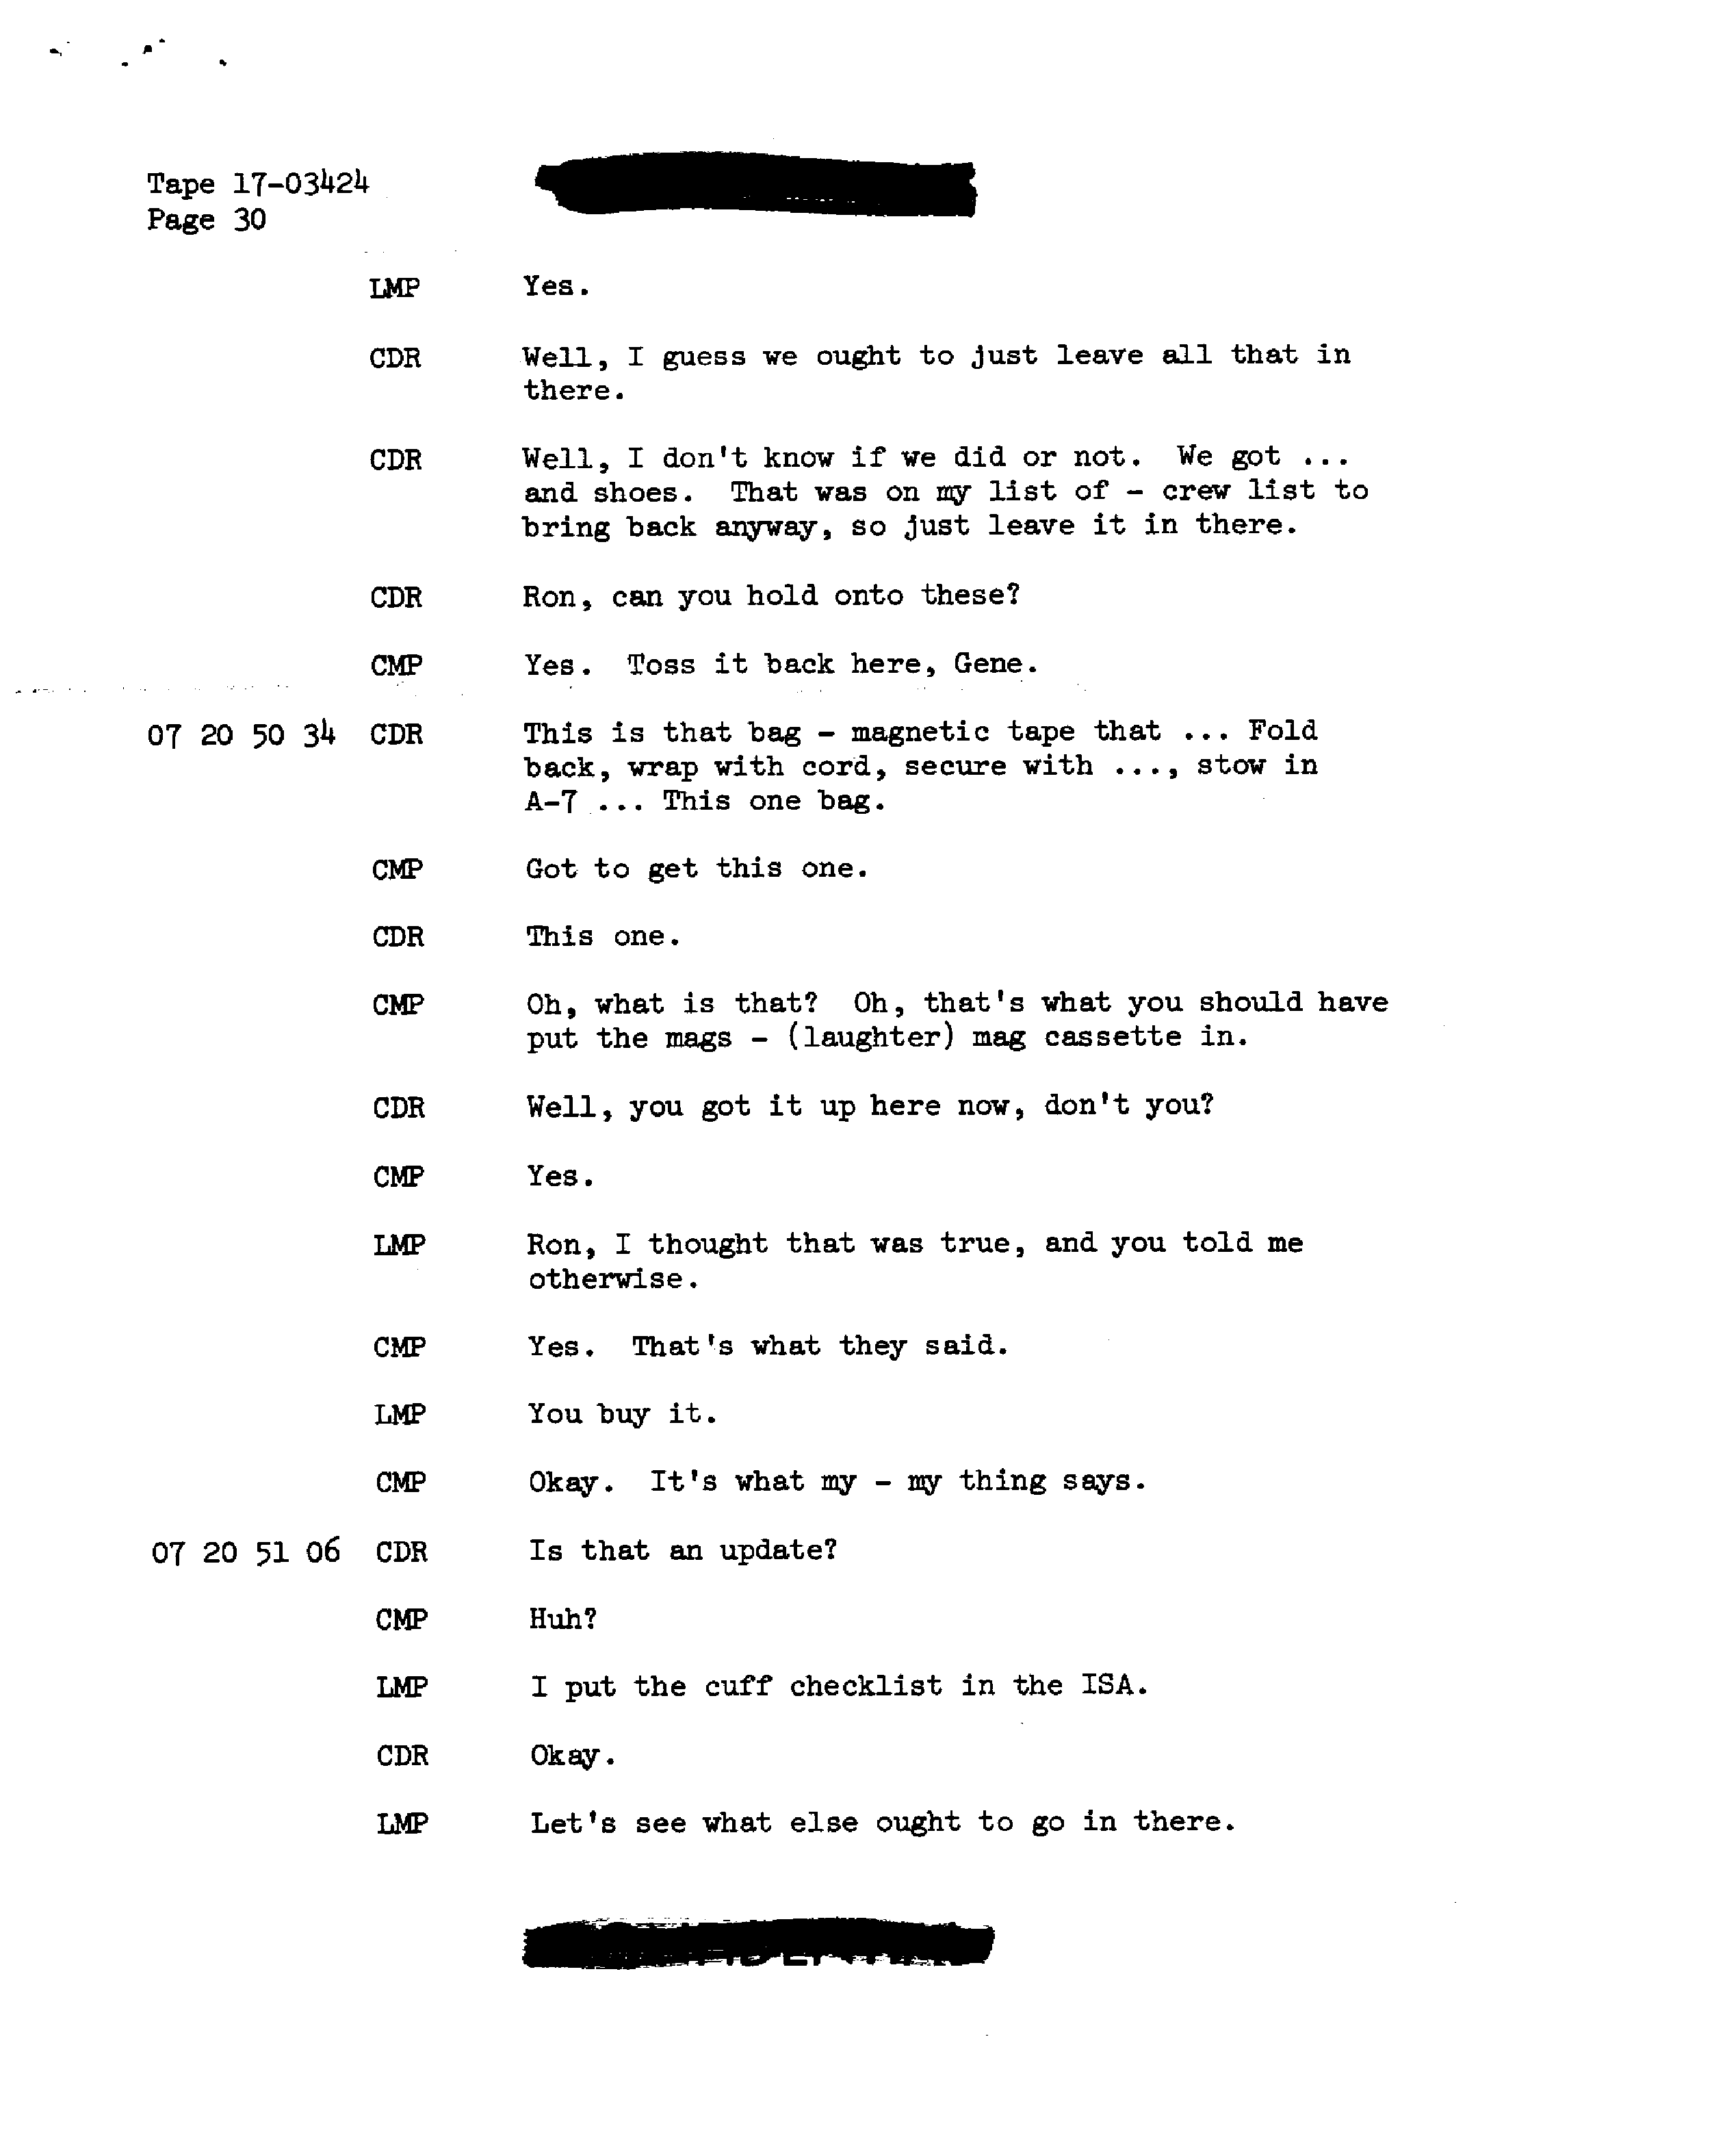 Tape 17-03424
Page 30
LMP Yes.
CDR Well, I guess we ought to just leave all that in
there.
CDR Well, I don't know if we did or not. We got ...
and shoes. That was on my list of - crew list to
bring back anyway, so just leave it in there.
CDR Ron, can you hold onto these?
CMP Yes. Toss it back here, Gene.
07 20 50 34 CDR This is that bag - magnetic tape that ... Fold
back, wrap with cord, secure with ..., stow in
A-7 ... This one bag.
CMP Got to get this one.
CDR This one.
CMP Oh, what is that? Oh, that's what you should have
put the mags - (laughter) mag cassette in.
CDR Well, you got it up here now, don't you?
CMP Yes.
LMP Ron, I thought that was true, and you told me
otherwise.
CMP Yes. That's what they said.
LMP You buy it.
CMP Okay. It's what my - my thing says.
07 20 51 06 CDR Is that an update?
CMP Huh?
LMP I put the cuff checklist in the ISA.
CDR Okay.
LMP Let's see what else ought to go in there.